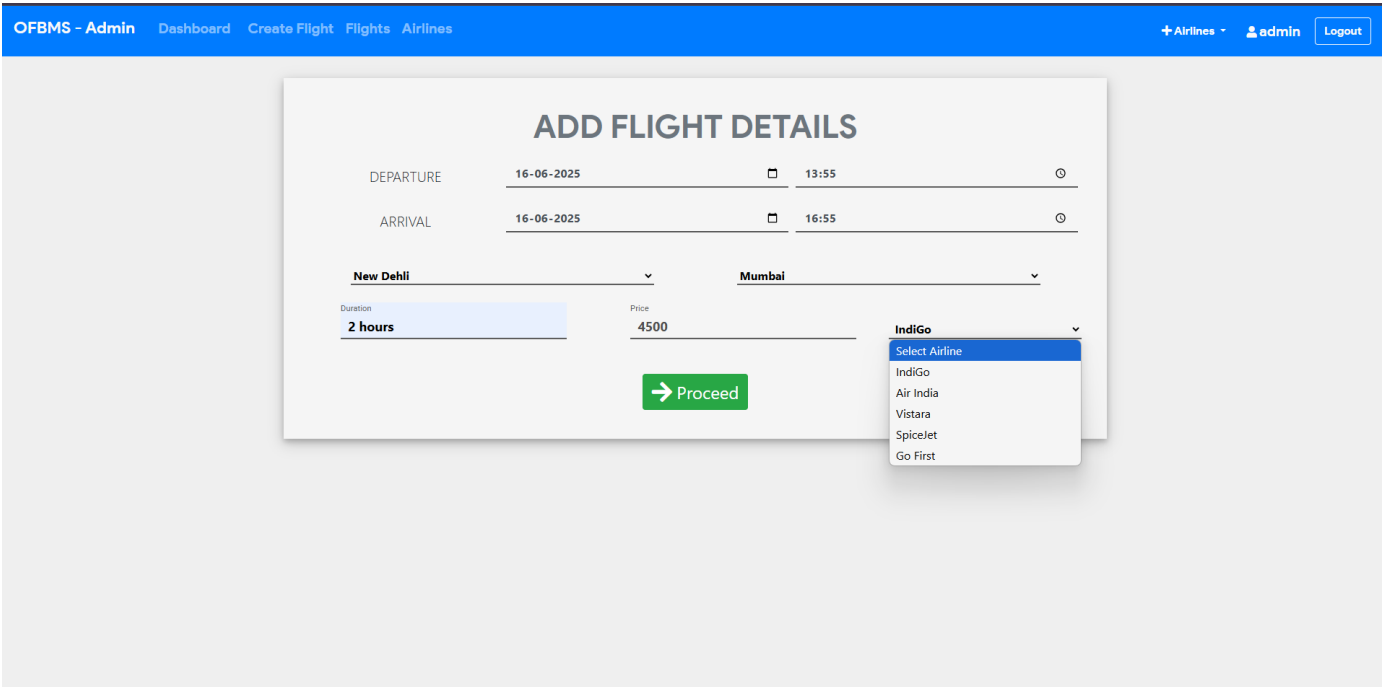 OFBMS - Admin Dashboard Create Flight Flights Airlines + Airlines admin Logout
ADD FLIGHT DETAILS
DEPARTURE 16-06-2025 13:55
ARRIVAL 16-06-2025 16:55
New Dehli Mumbai
Duration Price
2 hours 4500 IndiGo
Select Airline
IndiGo
Air India
Vistara
SpiceJet
Go First
Proceed